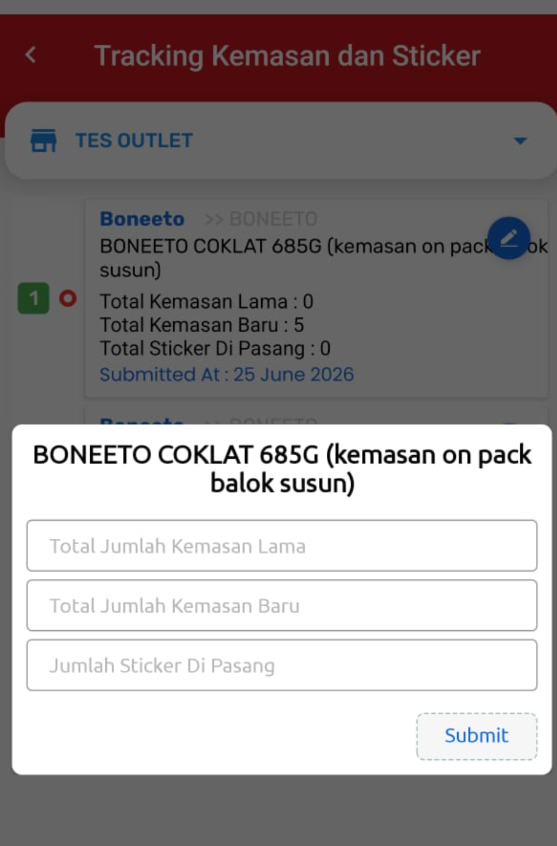 Tracking Kemasan dan Sticker
TES OUTLET
Boneeto >> BONEETO
BONEETO COKLAT 685G (kemasan on pack ok
susun)
1
Total Kemasan Lama : 0
Total Kemasan Baru : 5
Total Sticker Di Pasang : 0
Submitted At : 25 June 2026
Boneeto >> BONEETO
BONEETO COKLAT 685G (kemasan on pack
balok susun)
Total Jumlah Kemasan Lama
Total Jumlah Kemasan Baru
Jumlah Sticker Di Pasang
Submit